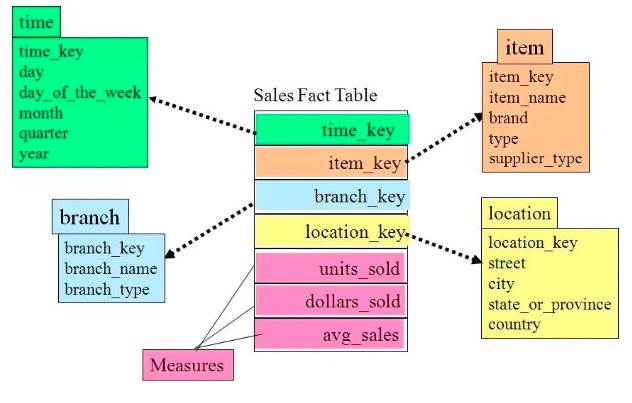 time
time_key
day
day_of_the_week
month
quarter
year
item
item_key
item_name
brand
type
supplier_type
Sales Fact Table
time_key
item_key
branch_key
location_key
units_sold
dollars_sold
avg_sales
branch
branch_key
branch_name
branch_type
location
location_key
street
city
state_or_province
country
Measures